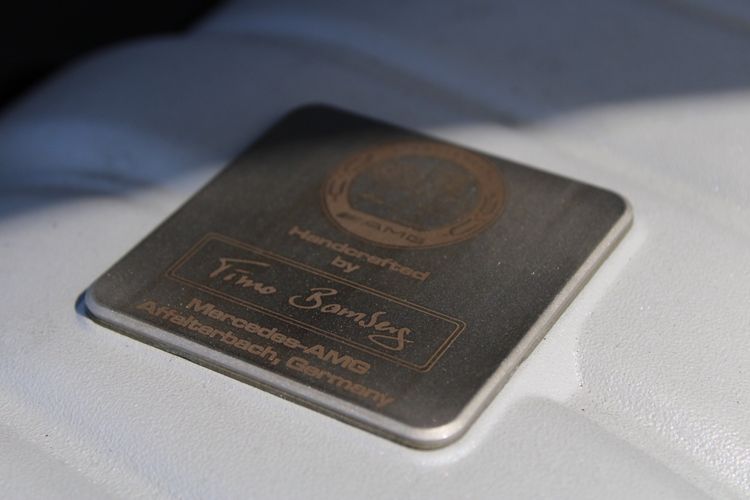 AMG
Handcrafted
by
Timo Bamberg
Mercedes-AMG
Affalterbach, Germany